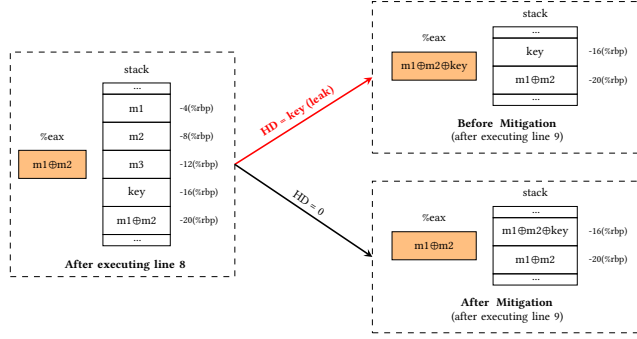 stack
...
m1 -4(%rbp)
m2 -8(%rbp)
%eax
m1⊕m2
m3 -12(%rbp)
key -16(%rbp)
m1⊕m2 -20(%rbp)
...
After executing line 8
HD = key (leak)
HD = 0
%eax
m1⊕m2⊕key
stack
...
key -16(%rbp)
m1⊕m2 -20(%rbp)
...
Before Mitigation
(after executing line 9)
%eax
m1⊕m2
stack
...
m1⊕m2⊕key -16(%rbp)
m1⊕m2 -20(%rbp)
...
After Mitigation
(after executing line 9)